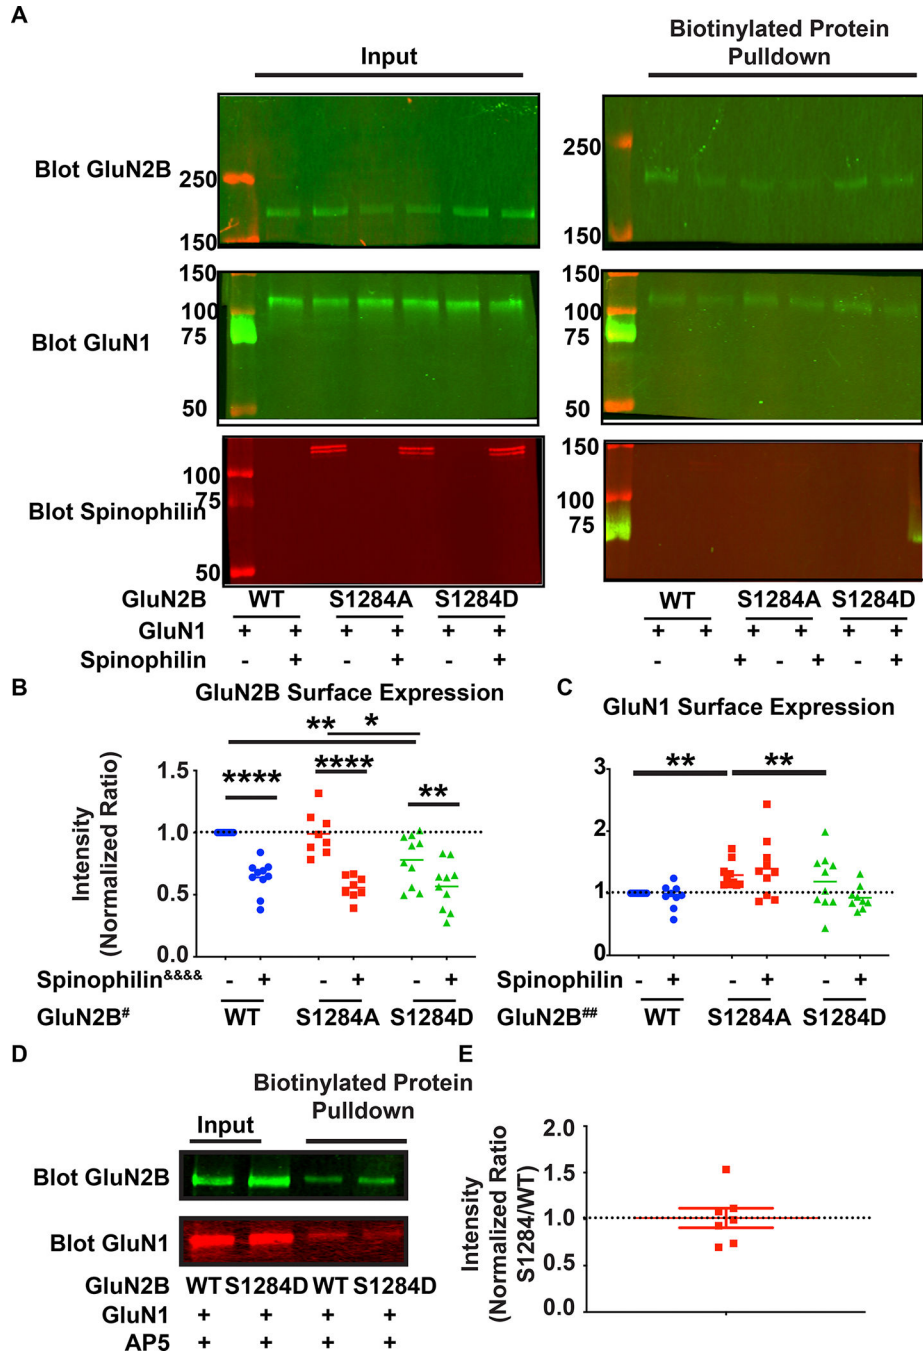 A
Input
Biotinylated Protein
Pulldown
Blot GluN2B
250
150
250
150
Blot GluN1
150
100
75
50
150
100
75
50
Blot Spinophilin
100
75
50
150
100
75
50
GluN2B WT S1284A S1284D WT S1284A S1284D
GluN1 + + + + + + + + + + + +
Spinophilin - + - + - + - + - + - +
B
GluN2B Surface Expression
** *
**** **** **
Intensity
(Normalized Ratio)
1.5
1.0
0.5
0.0
Spinophilin&&&& - + - + - +
GluN2B# WT S1284A S1284D
C
GluN1 Surface Expression
** **
3
2
1
0
Spinophilin - + - + - +
GluN2B## WT S1284A S1284D
D
Biotinylated Protein
Pulldown
Input
Blot GluN2B
Blot GluN1
GluN2B WT S1284D WT S1284D
GluN1 + + + +
AP5 + + + +
E
Intensity
(Normalized Ratio
S1284/WT)
2.0
1.5
1.0
0.5
0.0